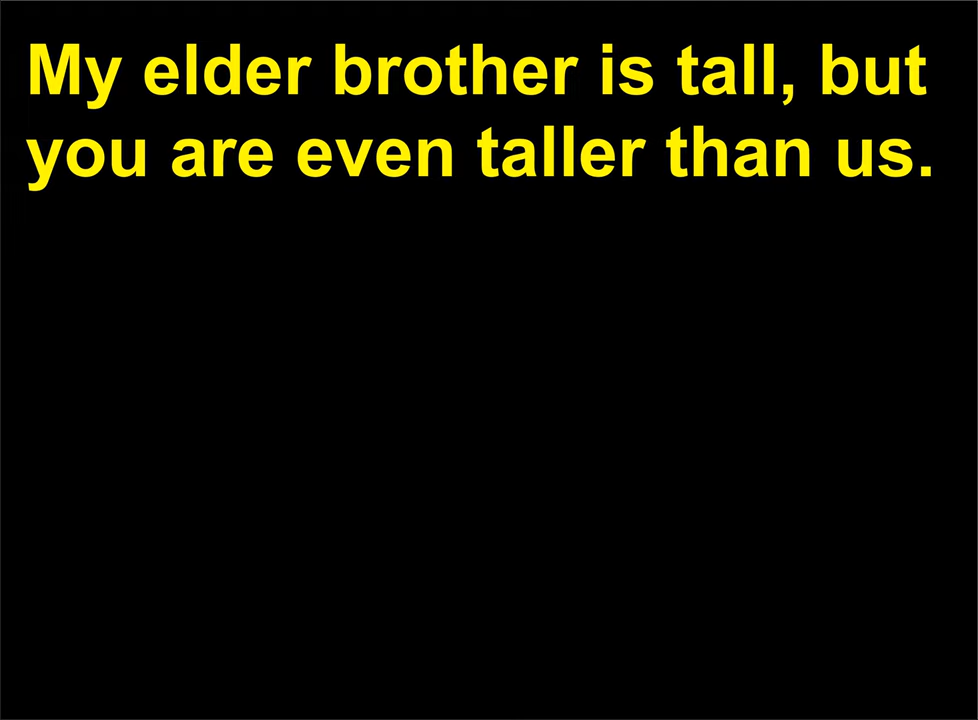 My elder brother is tall, but
you are even taller than us.